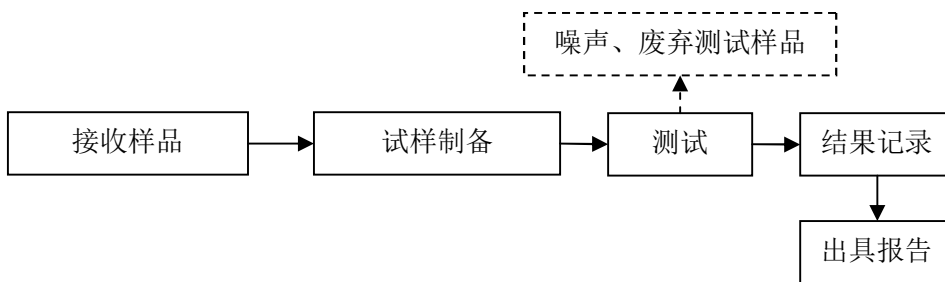 噪声、废弃测试样品
接收样品
试样制备
测试
结果记录
出具报告